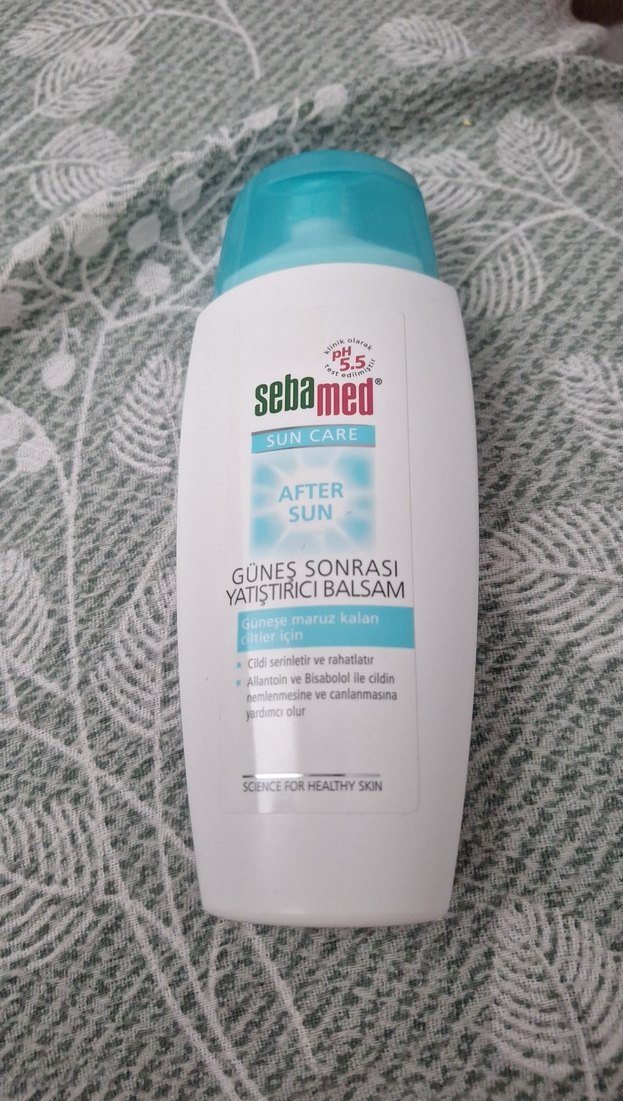 klinik olarak
pH
5.5
test edilmiştir
sebamed®
SUN CARE
AFTER
SUN
GÜNEŞ SONRASI
YATIŞTIRICI BALSAM
Güneşe maruz kalan
ciltler için
• Cildi serinletir ve rahatlatır
• Allantoin ve Bisabolol ile cildin
nemlenmesine ve canlanmasına
yardımcı olur
SCIENCE FOR HEALTHY SKIN